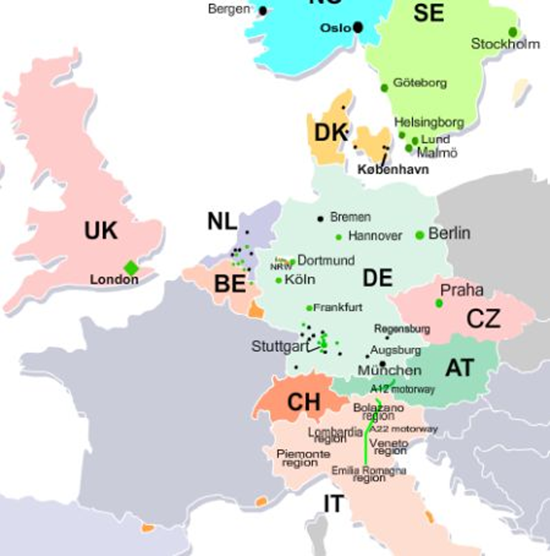 NO
SE
Bergen
Oslo
Stockholm
Göteborg
Helsingborg
Lund
Malmö
DK
København
UK
London
NL
BE
Bremen
Hannover
Berlin
NRW
Dortmund
Köln
DE
Frankfurt
Praha
CZ
Stuttgart
Regensburg
Augsburg
München
AT
A12 motorway
CH
Bolazano
region
Lombardia
region
A22 motorway
Veneto
region
Piemonte
region
Emilia Romagna
region
IT